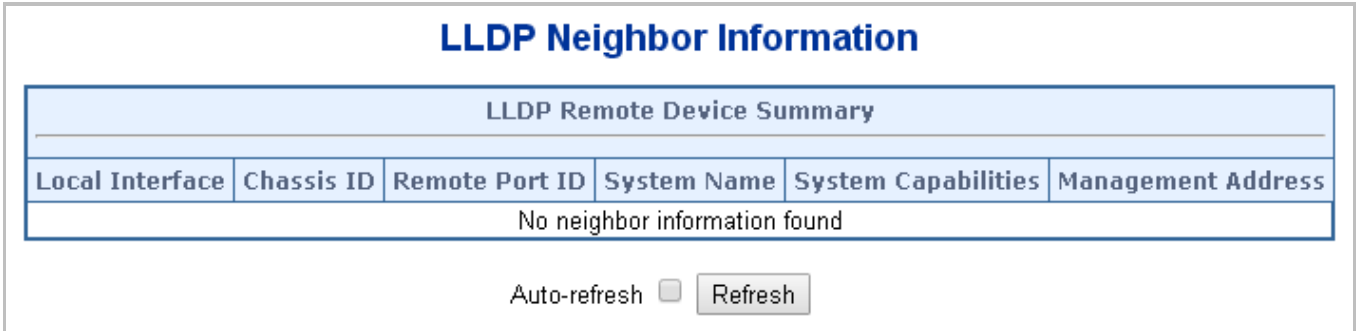 LLDP Neighbor Information
LLDP Remote Device Summary
Local Interface Chassis ID Remote Port ID System Name System Capabilities Management Address
No neighbor information found
Auto-refresh Refresh